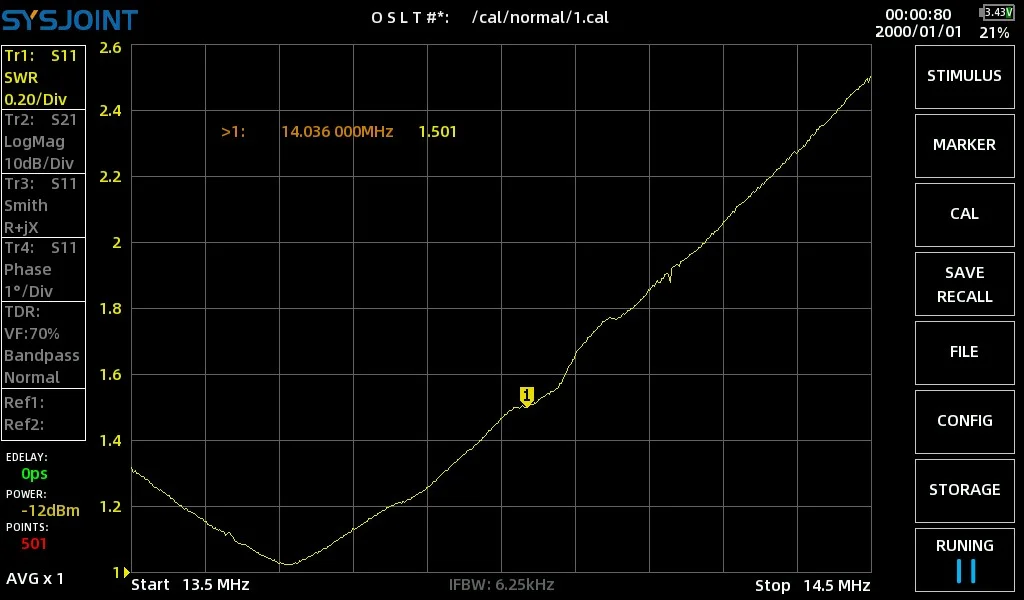 SYSJOINT
O S L T #*: /cal/normal/1.cal
00:00:80
2000/01/01
3.43V
21%
Tr1: S11
SWR
0.20/Div
Tr2: S21
LogMag
10dB/Div
Tr3: S11
Smith
R+jX
Tr4: S11
Phase
1°/Div
TDR:
VF:70%
Bandpass
Normal
Ref1:
Ref2:
EDELAY:
0ps
POWER:
-12dBm
POINTS:
501
AVG x 1
2.6
2.4
2.2
2
1.8
1.6
1.4
1.2
1
>1: 14.036 000MHz 1.501
1
Start 13.5 MHz
IFBW: 6.25kHz
Stop 14.5 MHz
STIMULUS
MARKER
CAL
SAVE
RECALL
FILE
CONFIG
STORAGE
RUNING